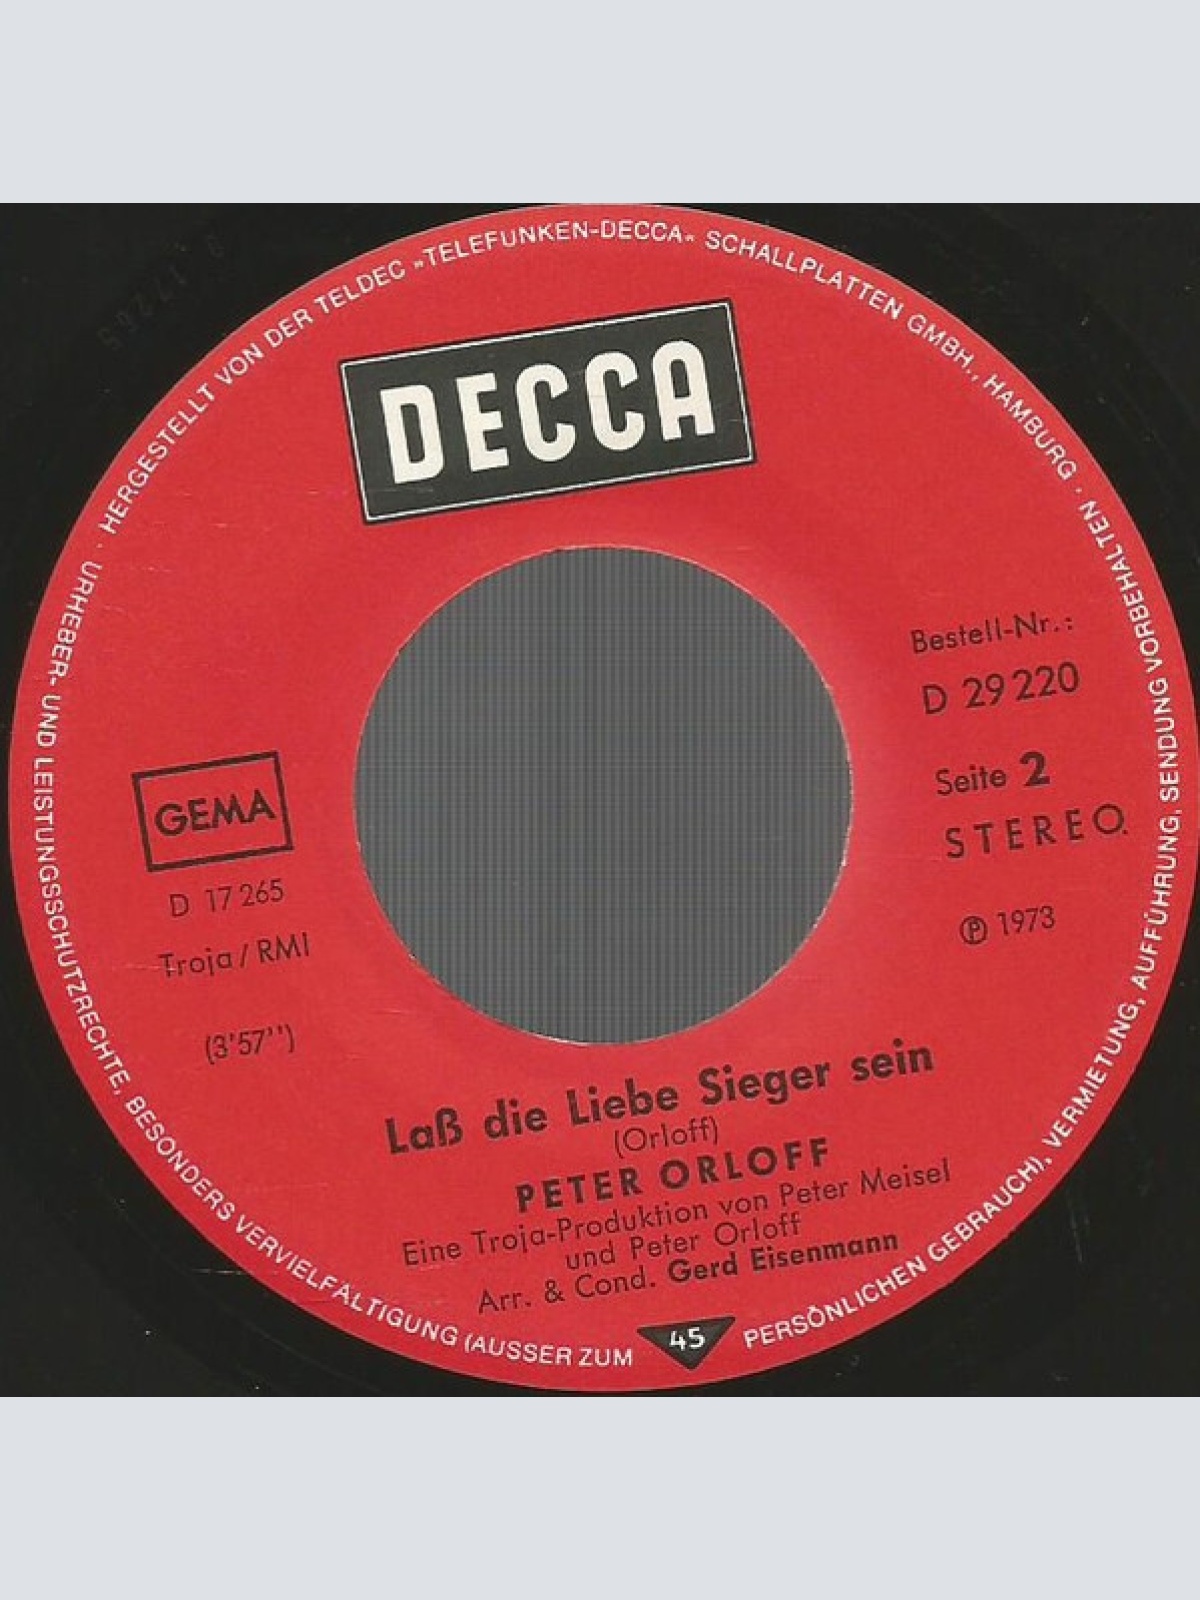 HERGESTELLT VON DER TELDEC »TELEFUNKEN-DECCA« SCHALLPLATTEN GMBH., HAMBURG · URHEBER- UND LEISTUNGSSCHUTZRECHTE, BESONDERS VERVIELFÄLTIGUNG (AUSSER ZUM PERSÖNLICHEN GEBRAUCH), VERMIETUNG, AUFFÜHRUNG, SENDUNG VORBEHALTEN ·
DECCA
Bestell-Nr.:
D 29 220
Seite 2
STEREO
℗ 1973
GEMA
D 17 265
Troja / RMI
(3'57'')
Laß die Liebe Sieger sein
(Orloff)
PETER ORLOFF
Eine Troja-Produktion von Peter Meisel
und Peter Orloff
Arr. & Cond. Gerd Eisenmann
45